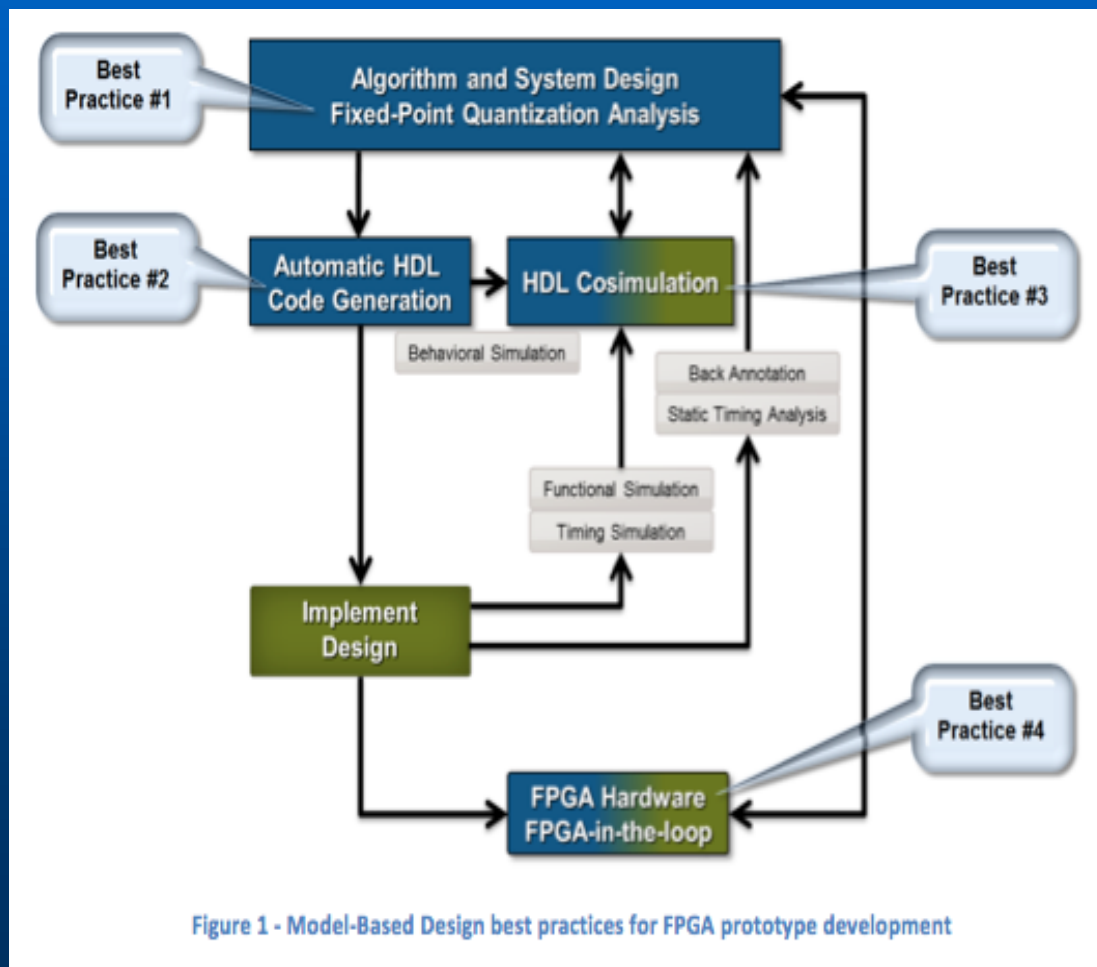 Best
Practice #1
Algorithm and System Design
Fixed-Point Quantization Analysis
Best
Practice #2
Automatic HDL
Code Generation
HDL Cosimulation
Best
Practice #3
Behavioral Simulation
Back Annotation
Static Timing Analysis
Functional Simulation
Timing Simulation
Implement
Design
Best
Practice #4
FPGA Hardware
FPGA-in-the-loop
Figure 1 - Model-Based Design best practices for FPGA prototype development